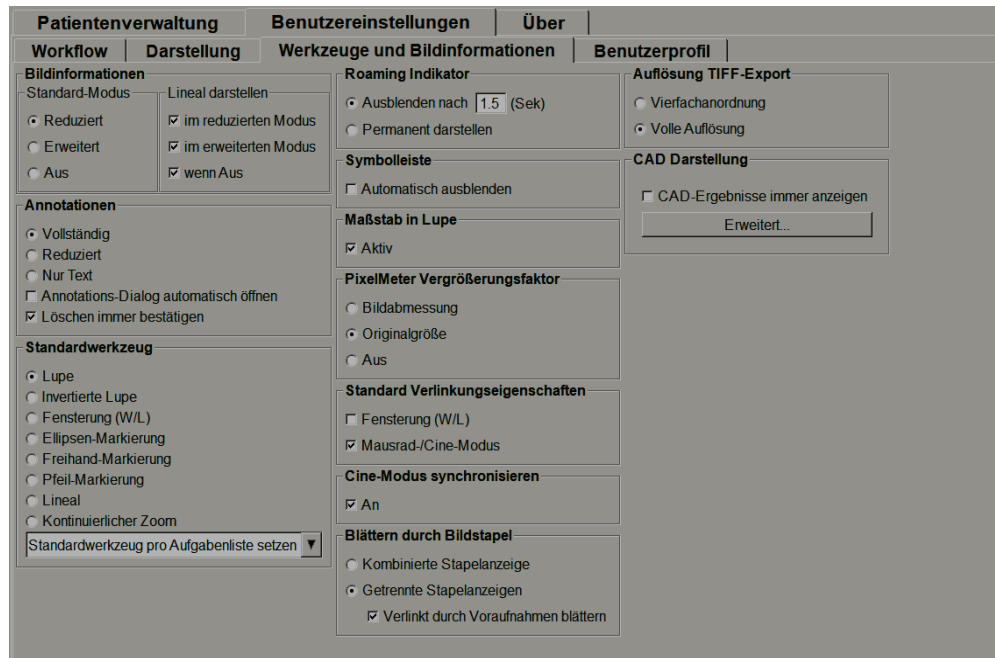 Patientenverwaltung Benutzereinstellungen Über
Workflow Darstellung Werkzeuge und Bildinformationen Benutzerprofil
Bildinformationen
Standard-Modus Lineal darstellen
Reduziert im reduzierten Modus
Erweitert im erweiterten Modus
Aus wenn Aus
Annotationen
Vollständig
Reduziert
Nur Text
Annotations-Dialog automatisch öffnen
Löschen immer bestätigen
Standardwerkzeug
Lupe
Invertierte Lupe
Fensterung (W/L)
Ellipsen-Markierung
Freihand-Markierung
Pfeil-Markierung
Lineal
Kontinuierlicher Zoom
Standardwerkzeug pro Aufgabenliste setzen
Roaming Indikator
Ausblenden nach 1.5 (Sek)
Permanent darstellen
Symbolleiste
Automatisch ausblenden
Maßstab in Lupe
Aktiv
PixelMeter Vergrößerungsfaktor
Bildabmessung
Originalgröße
Aus
Standard Verlinkungseigenschaften
Fensterung (W/L)
Mausrad-/Cine-Modus
Cine-Modus synchronisieren
An
Blättern durch Bildstapel
Kombinierte Stapelanzeige
Getrennte Stapelanzeigen
Verlinkt durch Voraufnahmen blättern
Auflösung TIFF-Export
Vierfachanordnung
Volle Auflösung
CAD Darstellung
CAD-Ergebnisse immer anzeigen
Erweitert...